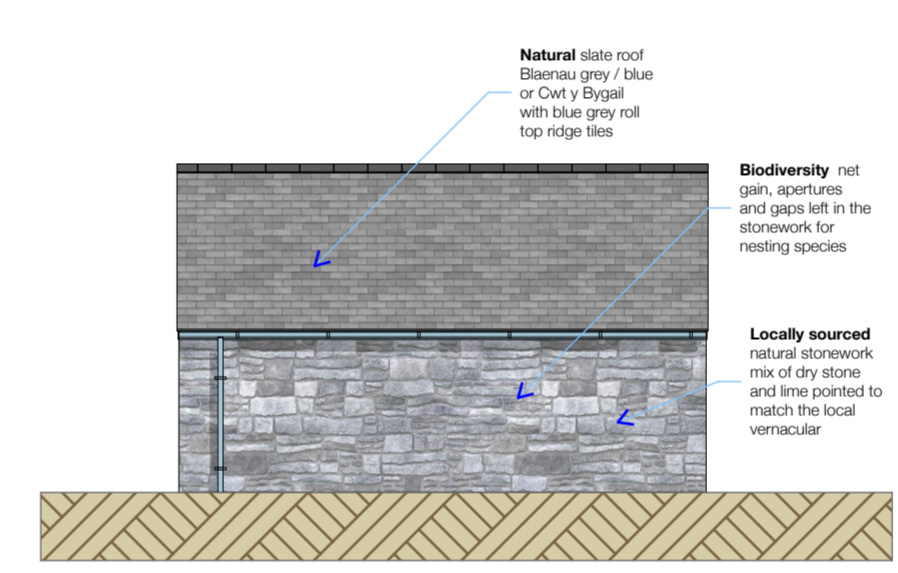 Natural slate roof
Blaenau grey / blue
or Cwt y Bygail
with blue grey roll
top ridge tiles
Biodiversity net
gain, apertures
and gaps left in the
stonework for
nesting species
Locally sourced
natural stonework
mix of dry stone
and lime pointed to
match the local
vernacular